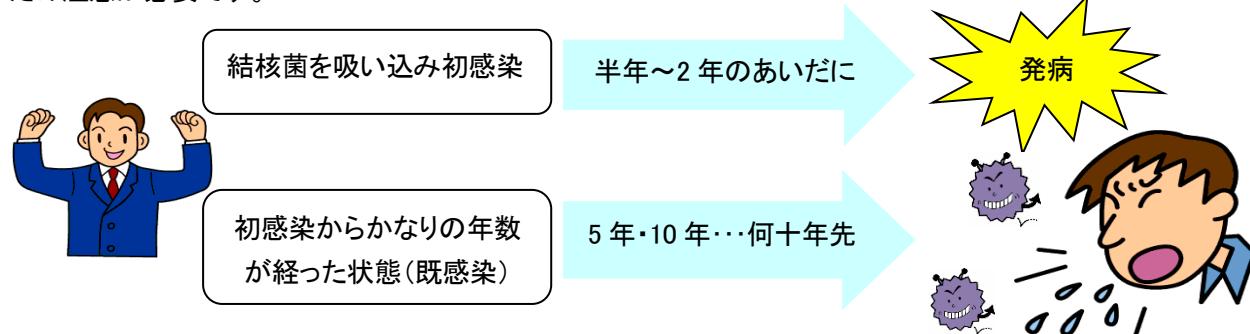 結核菌を吸い込み初感染
半年～2 年のあいだに
発病
初感染からかなりの年数
が経った状態（既感染）
5 年・10 年・・・何十年先